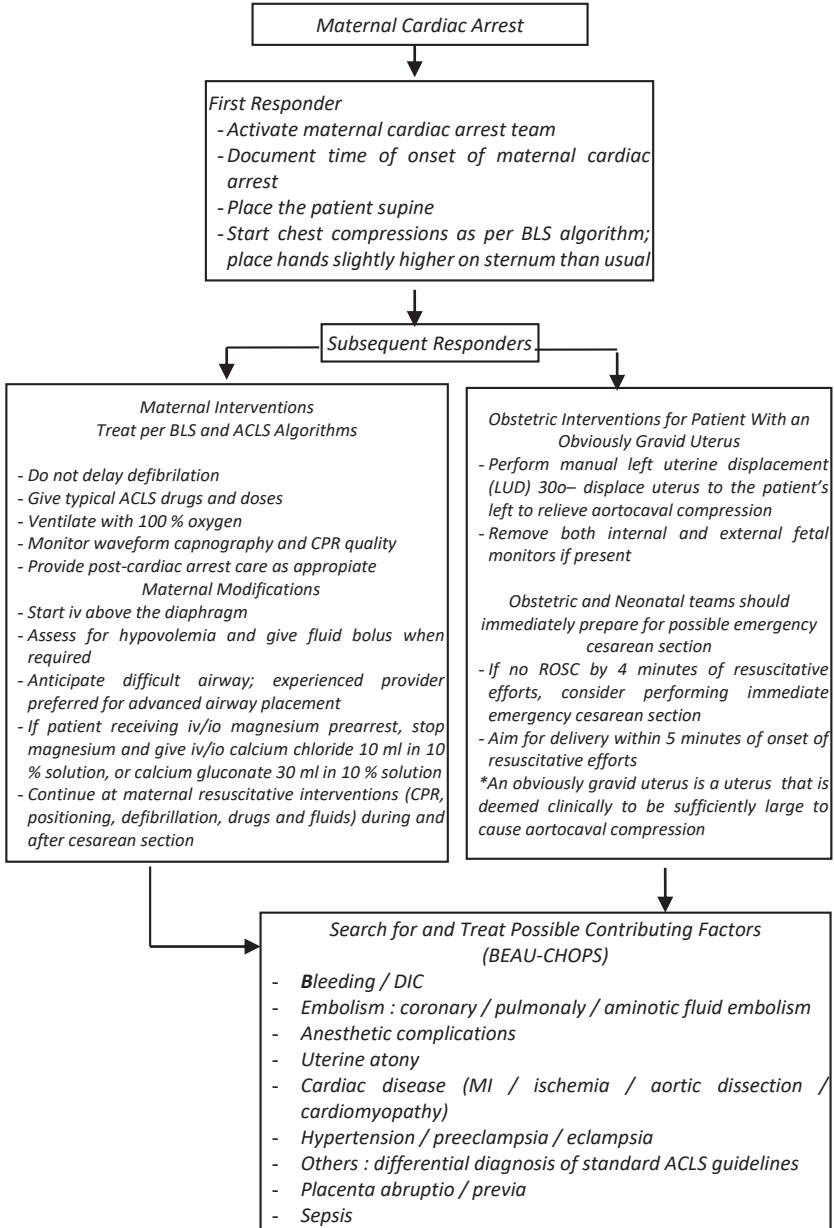 Maternal Cardiac Arrest
First Responder
- Activate maternal cardiac arrest team
- Document time of onset of maternal cardiac
arrest
- Place the patient supine
- Start chest compressions as per BLS algorithm;
place hands slightly higher on sternum than usual
Subsequent Responders
Maternal Interventions
Treat per BLS and ACLS Algorithms
- Do not delay defibrilation
- Give typical ACLS drugs and doses
- Ventilate with 100 % oxygen
- Monitor waveform capnography and CPR quality
- Provide post-cardiac arrest care as appropiate
Maternal Modifications
- Start iv above the diaphragm
- Assess for hypovolemia and give fluid bolus when
required
- Anticipate difficult airway; experienced provider
preferred for advanced airway placement
- If patient receiving iv/io magnesium prearrest, stop
magnesium and give iv/io calcium chloride 10 ml in 10
% solution, or calcium gluconate 30 ml in 10 % solution
- Continue at maternal resuscitative interventions (CPR,
positioning, defibrillation, drugs and fluids) during and
after cesarean section
Obstetric Interventions for Patient With an
Obviously Gravid Uterus
- Perform manual left uterine displacement
(LUD) 30o– displace uterus to the patient's
left to relieve aortocaval compression
- Remove both internal and external fetal
monitors if present
Obstetric and Neonatal teams should
immediately prepare for possible emergency
cesarean section
- If no ROSC by 4 minutes of resuscitative
efforts, consider performing immediate
emergency cesarean section
- Aim for delivery within 5 minutes of onset of
resuscitative efforts
*An obviously gravid uterus is a uterus that is
deemed clinically to be sufficiently large to
cause aortocaval compression
Search for and Treat Possible Contributing Factors
(BEAU-CHOPS)
- Bleeding / DIC
- Embolism : coronary / pulmonaly / aminotic fluid embolism
- Anesthetic complications
- Uterine atony
- Cardiac disease (MI / ischemia / aortic dissection /
cardiomyopathy)
- Hypertension / preeclampsia / eclampsia
- Others : differential diagnosis of standard ACLS guidelines
- Placenta abruptio / previa
- Sepsis